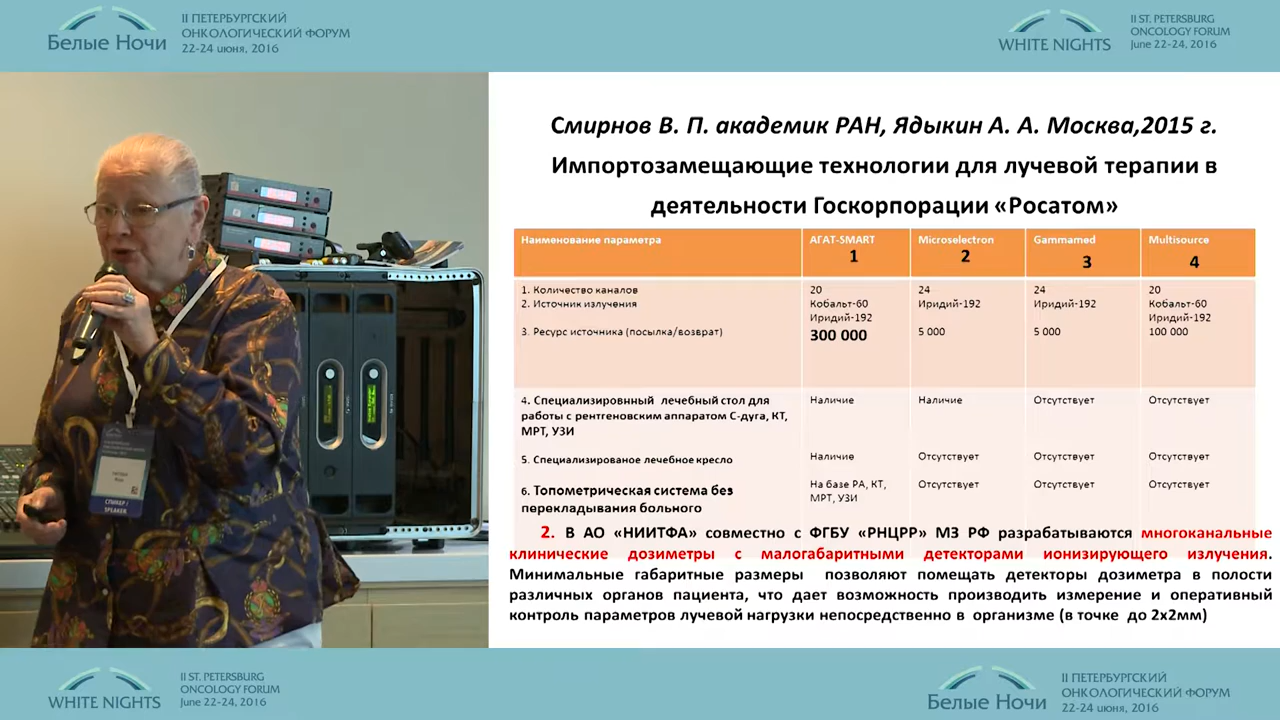 Белые Ночи
II ПЕТЕРБУРГСКИЙ
ОНКОЛОГИЧЕСКИЙ ФОРУМ
22-24 июня, 2016
WHITE NIGHTS
II ST. PETERSBURG
ONCOLOGY FORUM
June 22-24, 2016
Смирнов В. П. академик РАН, Ядыкин А. А. Москва,2015 г.
Импортозамещающие технологии для лучевой терапии в
деятельности Госкорпорации «Росатом»
Наименование параметра АГАТ-SMART Microselectron Gammamed Multisource
1 2 3 4
1. Количество каналов 20 24 24 20
2. Источник излучения Кобальт-60 Иридий-192 Иридий-192 Кобальт-60
Иридий-192 Иридий-192
3. Ресурс источника (посылка/возврат) 300 000 5 000 5 000 100 000
4. Специализировнный лечебный стол для Наличие Наличие Отсутствует Отсутствует
работы с рентгеновским аппаратом С-дуга, КТ,
МРТ, УЗИ
5. Специализированое лечебное кресло Наличие Отсутствует Отсутствует Отсутствует
6. Топометрическая система без На базе РА, КТ, Отсутствует Отсутствует Отсутствует
перекладывания больного МРТ, УЗИ
2. В АО «НИИТФА» совместно с ФГБУ «РНЦРР» МЗ РФ разрабатываются многоканальные
клинические дозиметры с малогабаритными детекторами ионизирующего излучения.
Минимальные габаритные размеры позволяют помещать детекторы дозиметра в полости
различных органов пациента, что дает возможность производить измерение и оперативный
контроль параметров лучевой нагрузки непосредственно в организме (в точке до 2х2мм)
СПИКЕР /
SPEAKER
WHITE NIGHTS
II ST. PETERSBURG
ONCOLOGY FORUM
June 22-24, 2016
Белые Ночи
II ПЕТЕРБУРГСКИЙ
ОНКОЛОГИЧЕСКИЙ ФОРУМ
22-24 июня, 2016